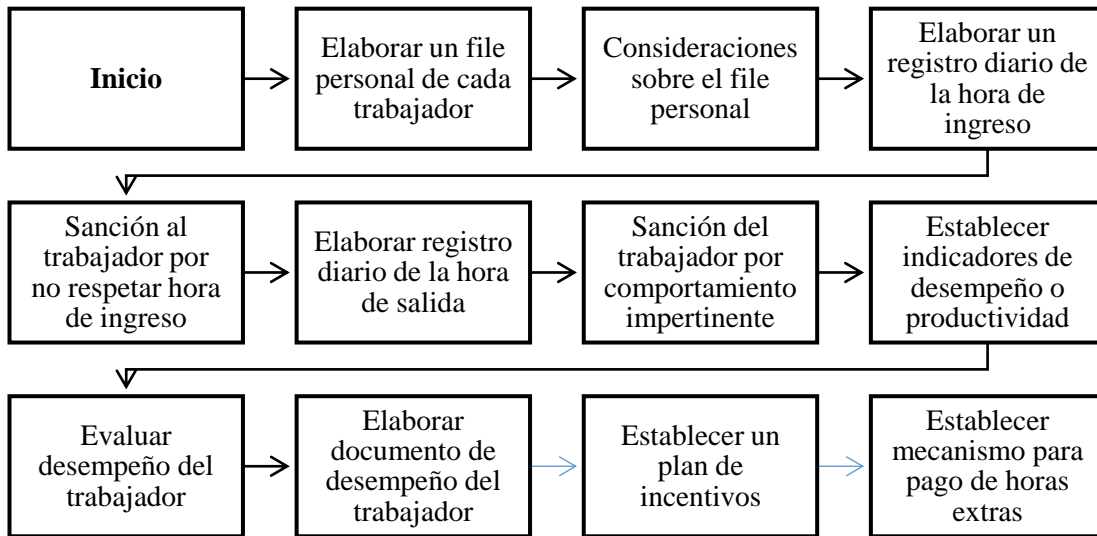 Inicio
Elaborar un file
personal de cada
trabajador
Consideraciones
sobre el file
personal
Elaborar un
registro diario de
la hora de
ingreso
Sanción al
trabajador por
no respetar hora
de ingreso
Elaborar registro
diario de la hora
de salida
Sanción del
trabajador por
comportamiento
impertinente
Establecer
indicadores de
desempeño o
productividad
Evaluar
desempeño del
trabajador
Elaborar
documento de
desempeño del
trabajador
Establecer un
plan de
incentivos
Establecer
mecanismo para
pago de horas
extras